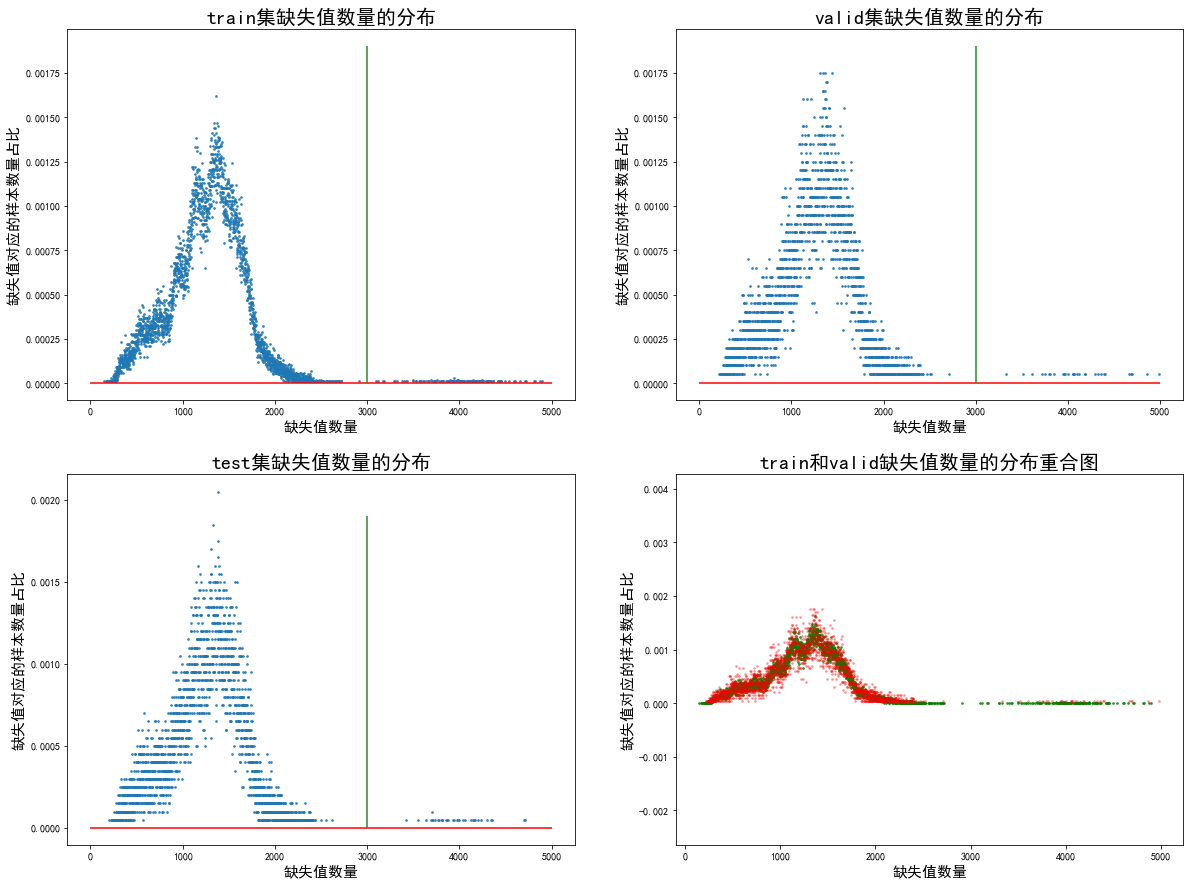 train集缺失值数量的分布
缺失值对应的样本数量占比
0.00175
0.00150
0.00125
0.00100
0.00075
0.00050
0.00025
0.00000
0 1000 2000 3000 4000 5000
缺失值数量
valid集缺失值数量的分布
缺失值对应的样本数量占比
0.00175
0.00150
0.00125
0.00100
0.00075
0.00050
0.00025
0.00000
0 1000 2000 3000 4000 5000
缺失值数量
test集缺失值数量的分布
缺失值对应的样本数量占比
0.0020
0.0015
0.0010
0.0005
0.0000
0 1000 2000 3000 4000 5000
缺失值数量
train和valid缺失值数量的分布重合图
缺失值对应的样本数量占比
0.004
0.003
0.002
0.001
0.000
−0.001
−0.002
0 1000 2000 3000 4000 5000
缺失值数量